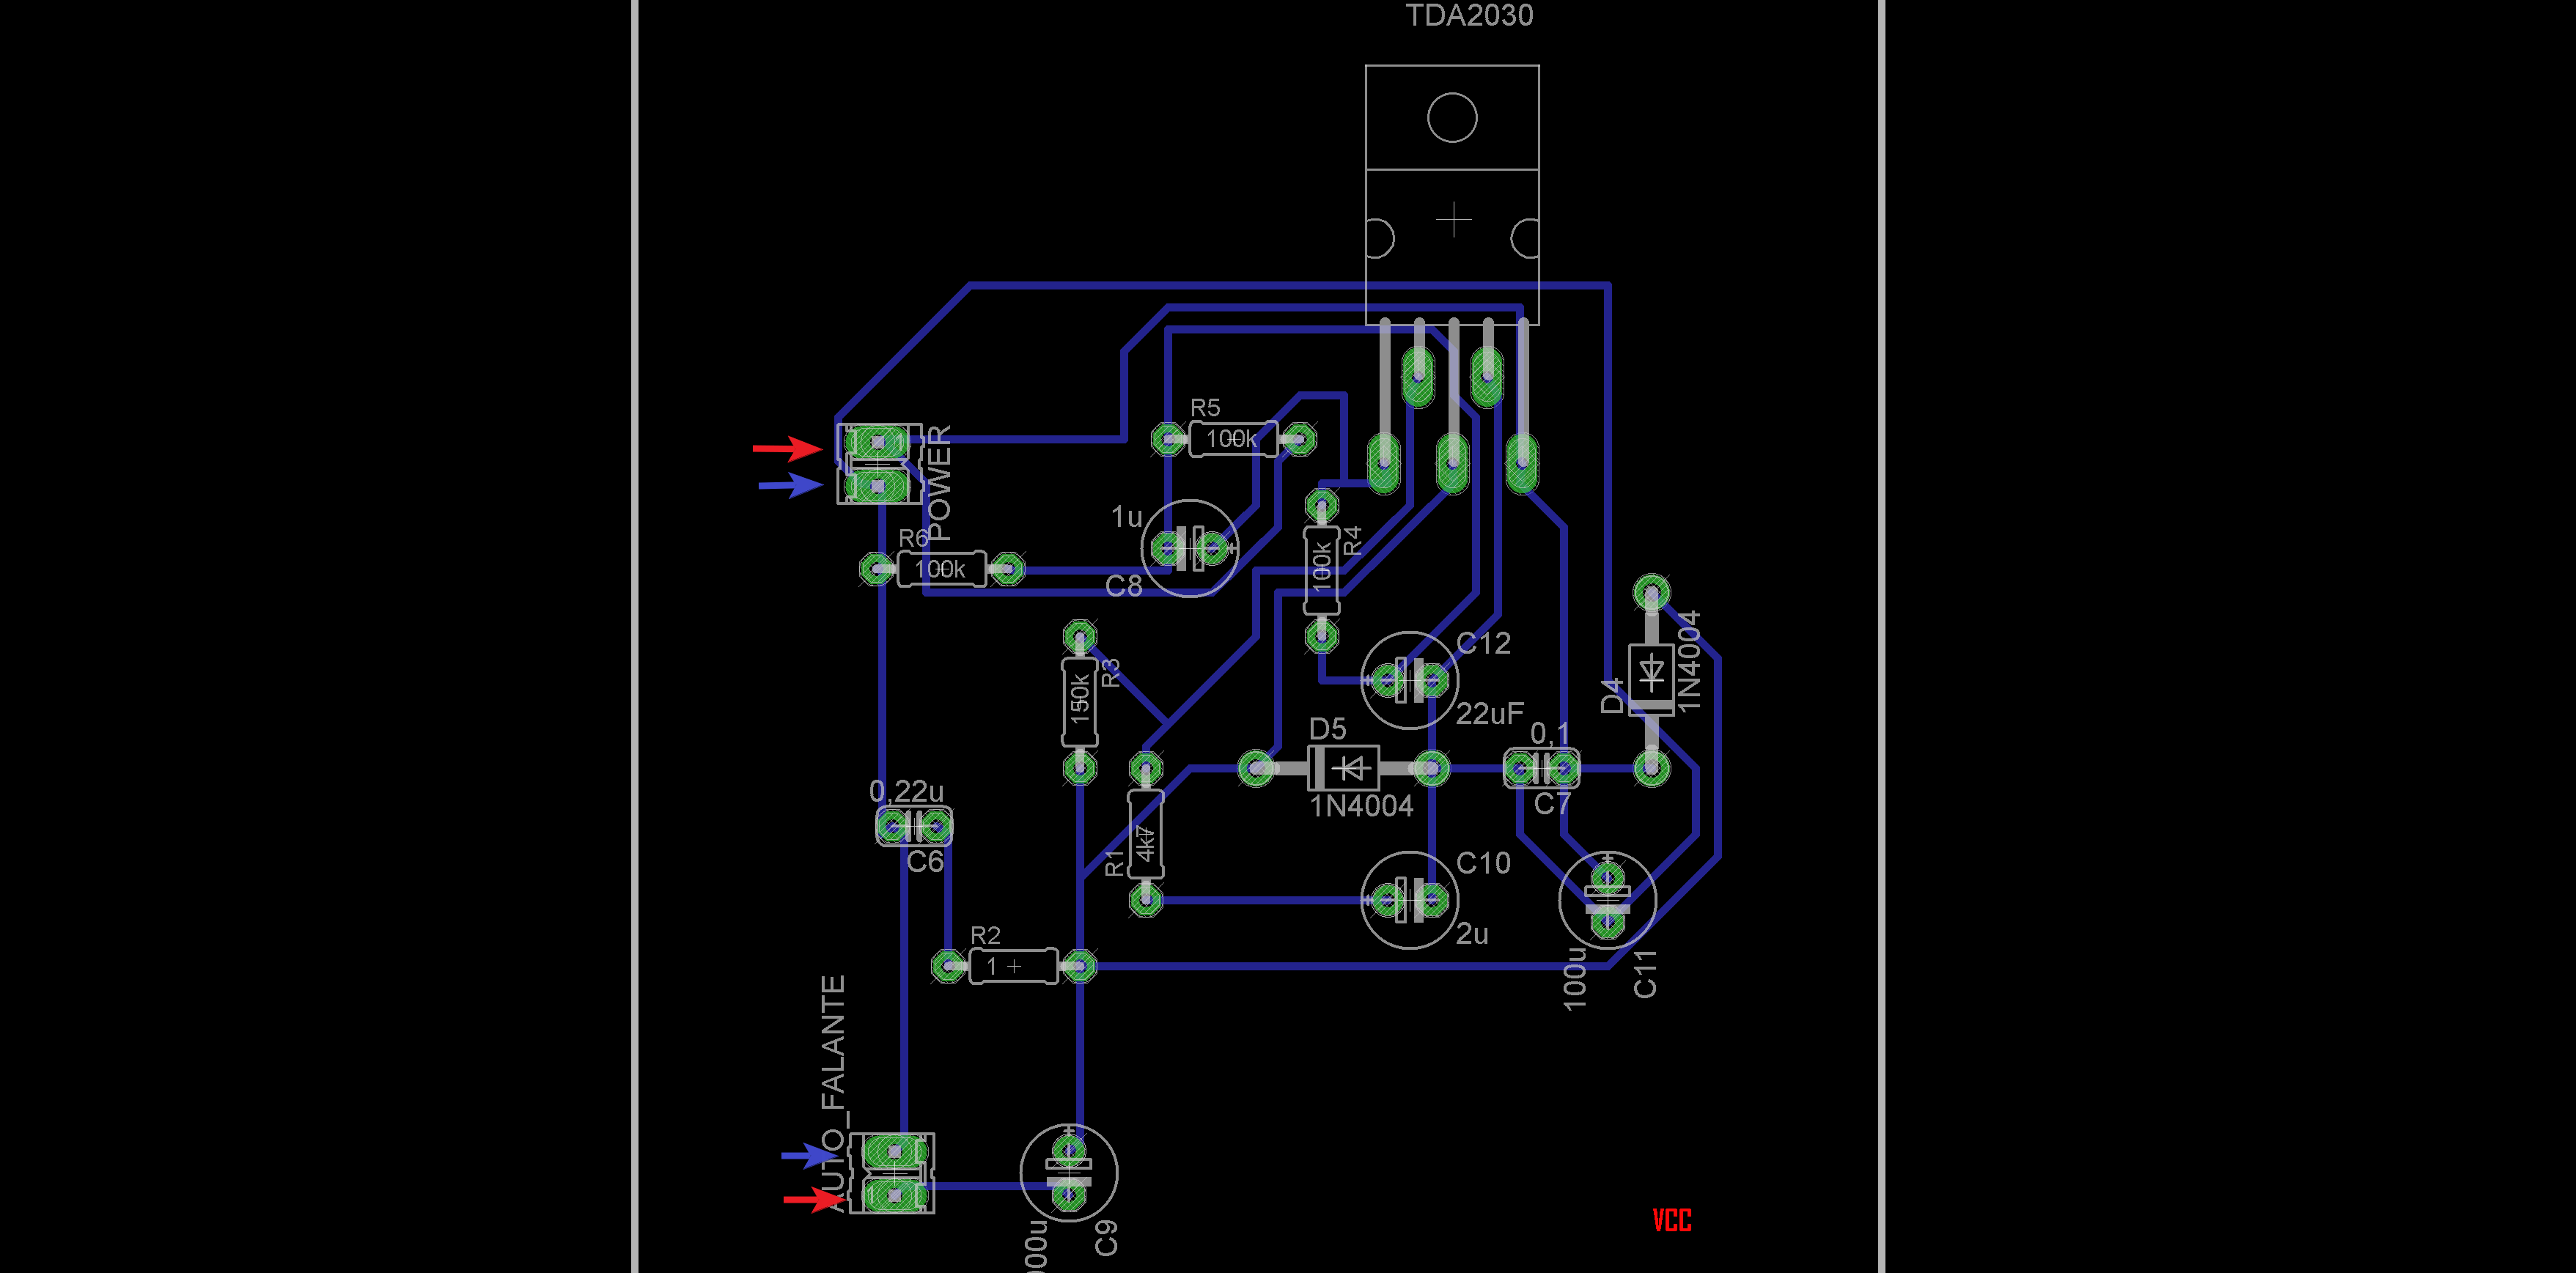 TDA2030
R5
100k
1
POWER
1u
R6
100k
C8
100k
R4
R3
150k
C12
22uF
D4
1N4004
D5
1N4004
0,1
C7
0,22u
C6
R1
4k7
C10
2u
R2
1
100u
C11
AUTO_FALANTE
1
C9
VCC